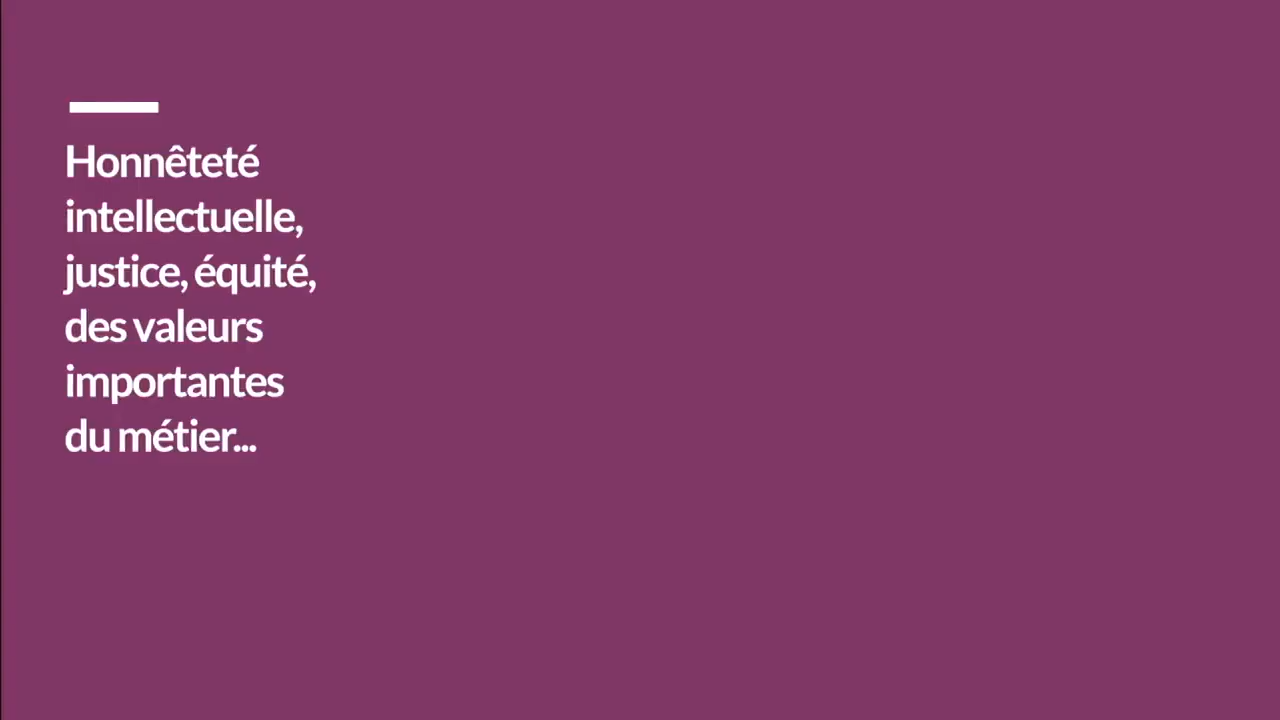 Honnêteté
intellectuelle,
justice, équité,
des valeurs
importantes
du métier...